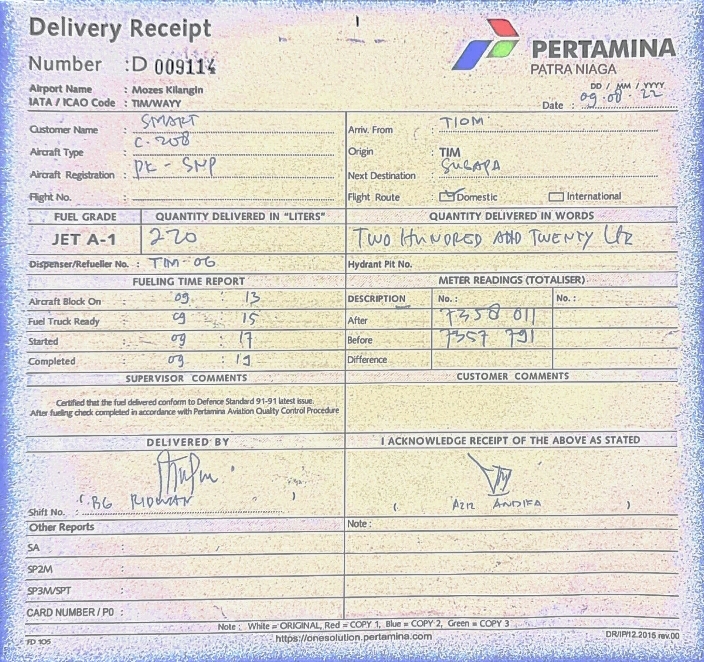 Delivery Receipt
Number : D 009114
PERTAMINA
PATRA NIAGA
Airport Name : Mozes Kilangin
IATA / ICAO Code : TIM/WAYY
DD / MM / YYYY
Date : 09.08.22
Customer Name : SMART
Arriv. From : TIOM
Aircraft Type : C.208
Origin : TIM
Aircraft Registration : PK - SNP
Next Destination : SUGAPA
Flight No. :
Flight Route : Domestic International
FUEL GRADE QUANTITY DELIVERED IN "LITERS" QUANTITY DELIVERED IN WORDS
JET A-1 220 TWO HUNDRED AND TWENTY Ltr
Dispenser/Refueller No. : TIM-06 Hydrant Pit No.
FUELING TIME REPORT METER READINGS (TOTALISER)
Aircraft Block On : 09 : 13 DESCRIPTION No. : No. :
Fuel Truck Ready : 09 : 15 After 7358 011
Started : 09 : 17 Before 7357 791
Completed : 09 : 19 Difference
SUPERVISOR COMMENTS CUSTOMER COMMENTS
Certified that the fuel delivered conform to Defence Standard 91-91 latest issue.
After fueling check completed in accordance with Pertamina Aviation Quality Control Procedure
DELIVERED BY I ACKNOWLEDGE RECEIPT OF THE ABOVE AS STATED
Shift No. ( BG RIDWAN ) ( AZIZ ANDIKA )
Other Reports Note :
SA :
SP2M :
SP3M/SPT :
CARD NUMBER / PO :
Note : White = ORIGINAL, Red = COPY 1, Blue = COPY 2, Green = COPY 3
FD 105 https://onesolution.pertamina.com DR/IP/12.2015 rev.00